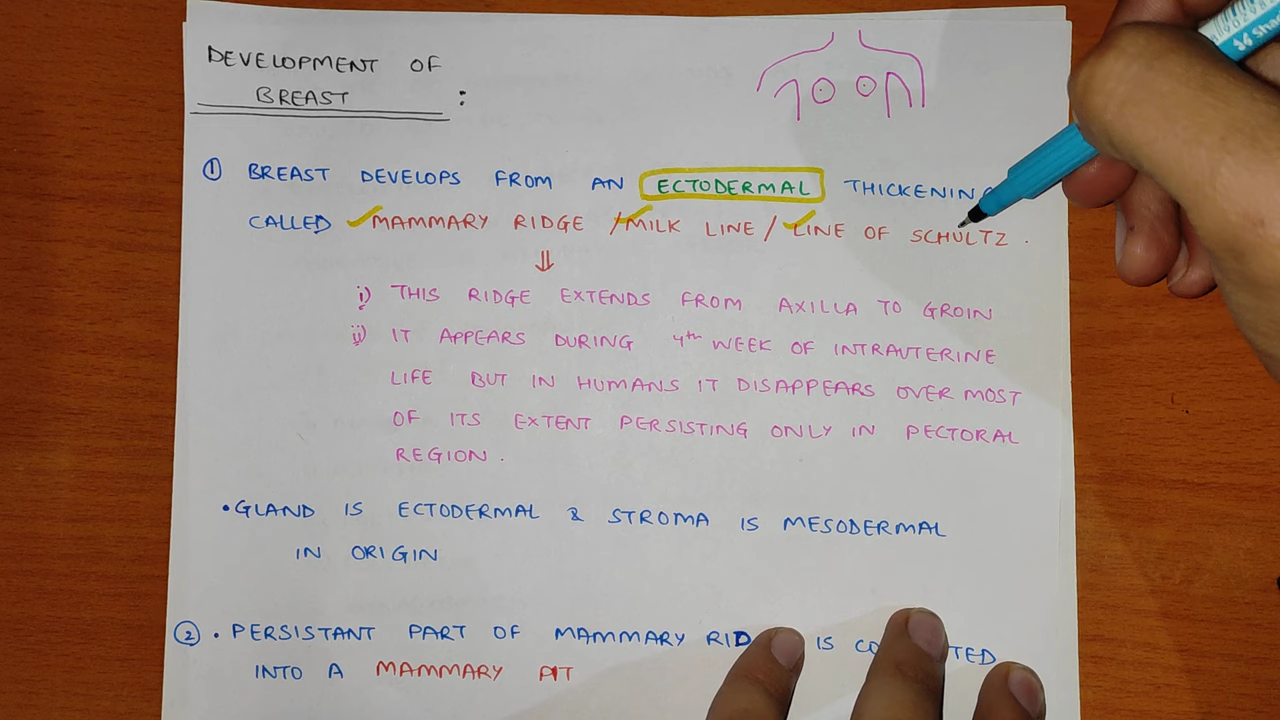 DEVELOPMENT OF
BREAST :
① BREAST DEVELOPS FROM AN ECTODERMAL THICKENIN
CALLED MAMMARY RIDGE / MILK LINE / LINE OF SCHULTZ .
⇓
i) THIS RIDGE EXTENDS FROM AXILLA TO GROIN
ii) IT APPEARS DURING 4th WEEK OF INTRAUTERINE
LIFE BUT IN HUMANS IT DISAPPEARS OVER MOST
OF ITS EXTENT PERSISTING ONLY IN PECTORAL
REGION .
• GLAND IS ECTODERMAL & STROMA IS MESODERMAL
IN ORIGIN
② • PERSISTANT PART OF MAMMARY RID IS
INTO A MAMMARY PIT